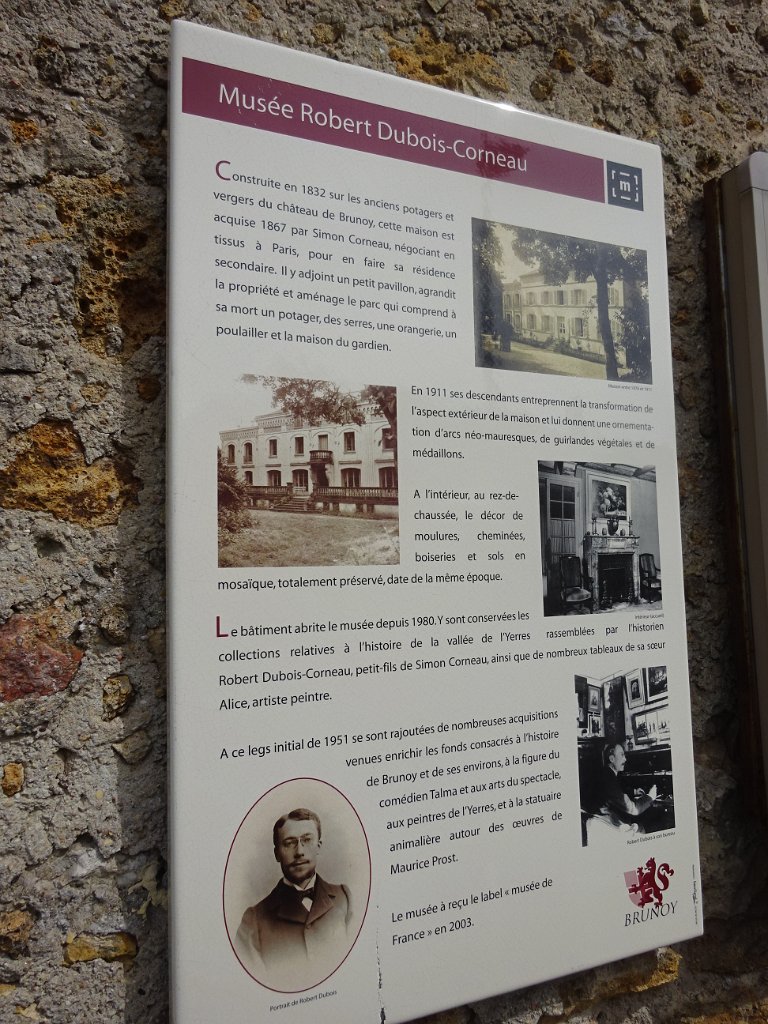 Musée Robert Dubois-Corneau
m
Construite en 1832 sur les anciens potagers et
vergers du château de Brunoy, cette maison est
acquise 1867 par Simon Corneau, négociant en
tissus à Paris, pour en faire sa résidence
secondaire. Il y adjoint un petit pavillon, agrandit
la propriété et aménage le parc qui comprend à
sa mort un potager, des serres, une orangerie, un
poulailler et la maison du gardien.
En 1911 ses descendants entreprennent la transformation de
l'aspect extérieur de la maison et lui donnent une ornementa-
tion d'arcs néo-mauresques, de guirlandes végétales et de
médaillons.
A l'intérieur, au rez-de-
chaussée, le décor de
moulures, cheminées,
boiseries et sols en
mosaïque, totalement préservé, date de la même époque.
Le bâtiment abrite le musée depuis 1980. Y sont conservées les
collections relatives à l'histoire de la vallée de l'Yerres rassemblées par l'historien
Robert Dubois-Corneau, petit-fils de Simon Corneau, ainsi que de nombreux tableaux de sa sœur
Alice, artiste peintre.
A ce legs initial de 1951 se sont rajoutées de nombreuses acquisitions
venues enrichir les fonds consacrés à l'histoire
de Brunoy et de ses environs, à la figure du
comédien Talma et aux arts du spectacle,
aux peintres de l'Yerres, et à la statuaire
animalière autour des œuvres de
Maurice Prost.
Robert Dubois à son bureau
Le musée à reçu le label « musée de
France » en 2003.
Portrait de Robert Dubois
BRUNOY